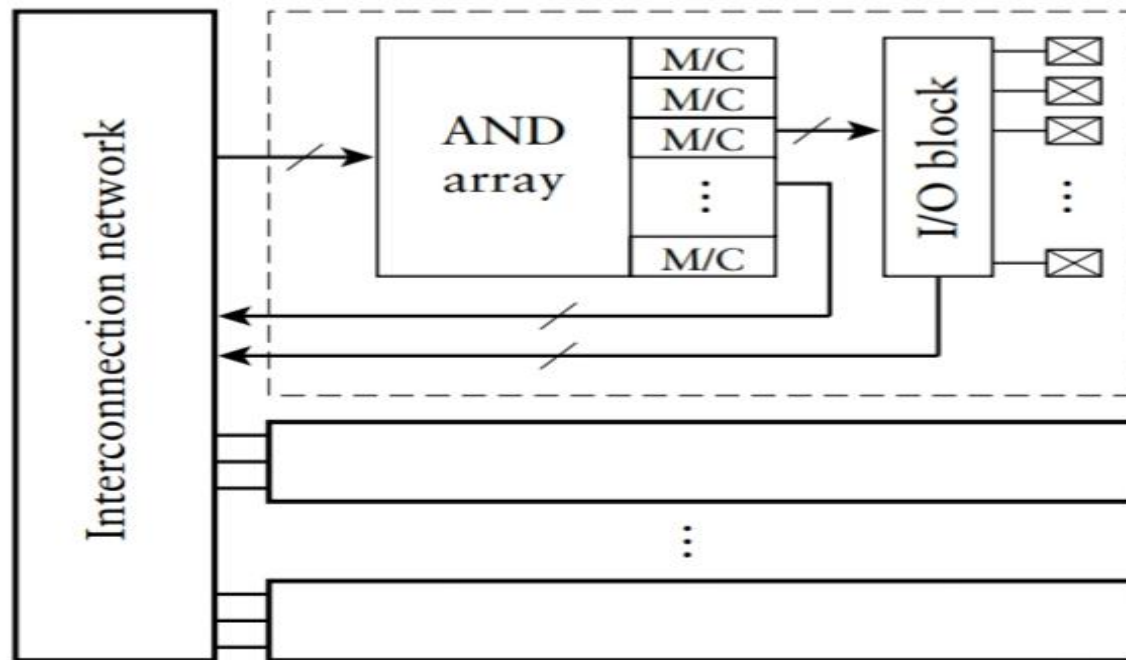 Interconnection network
AND
array
M/C
M/C
M/C
...
M/C
I/O block
...
...